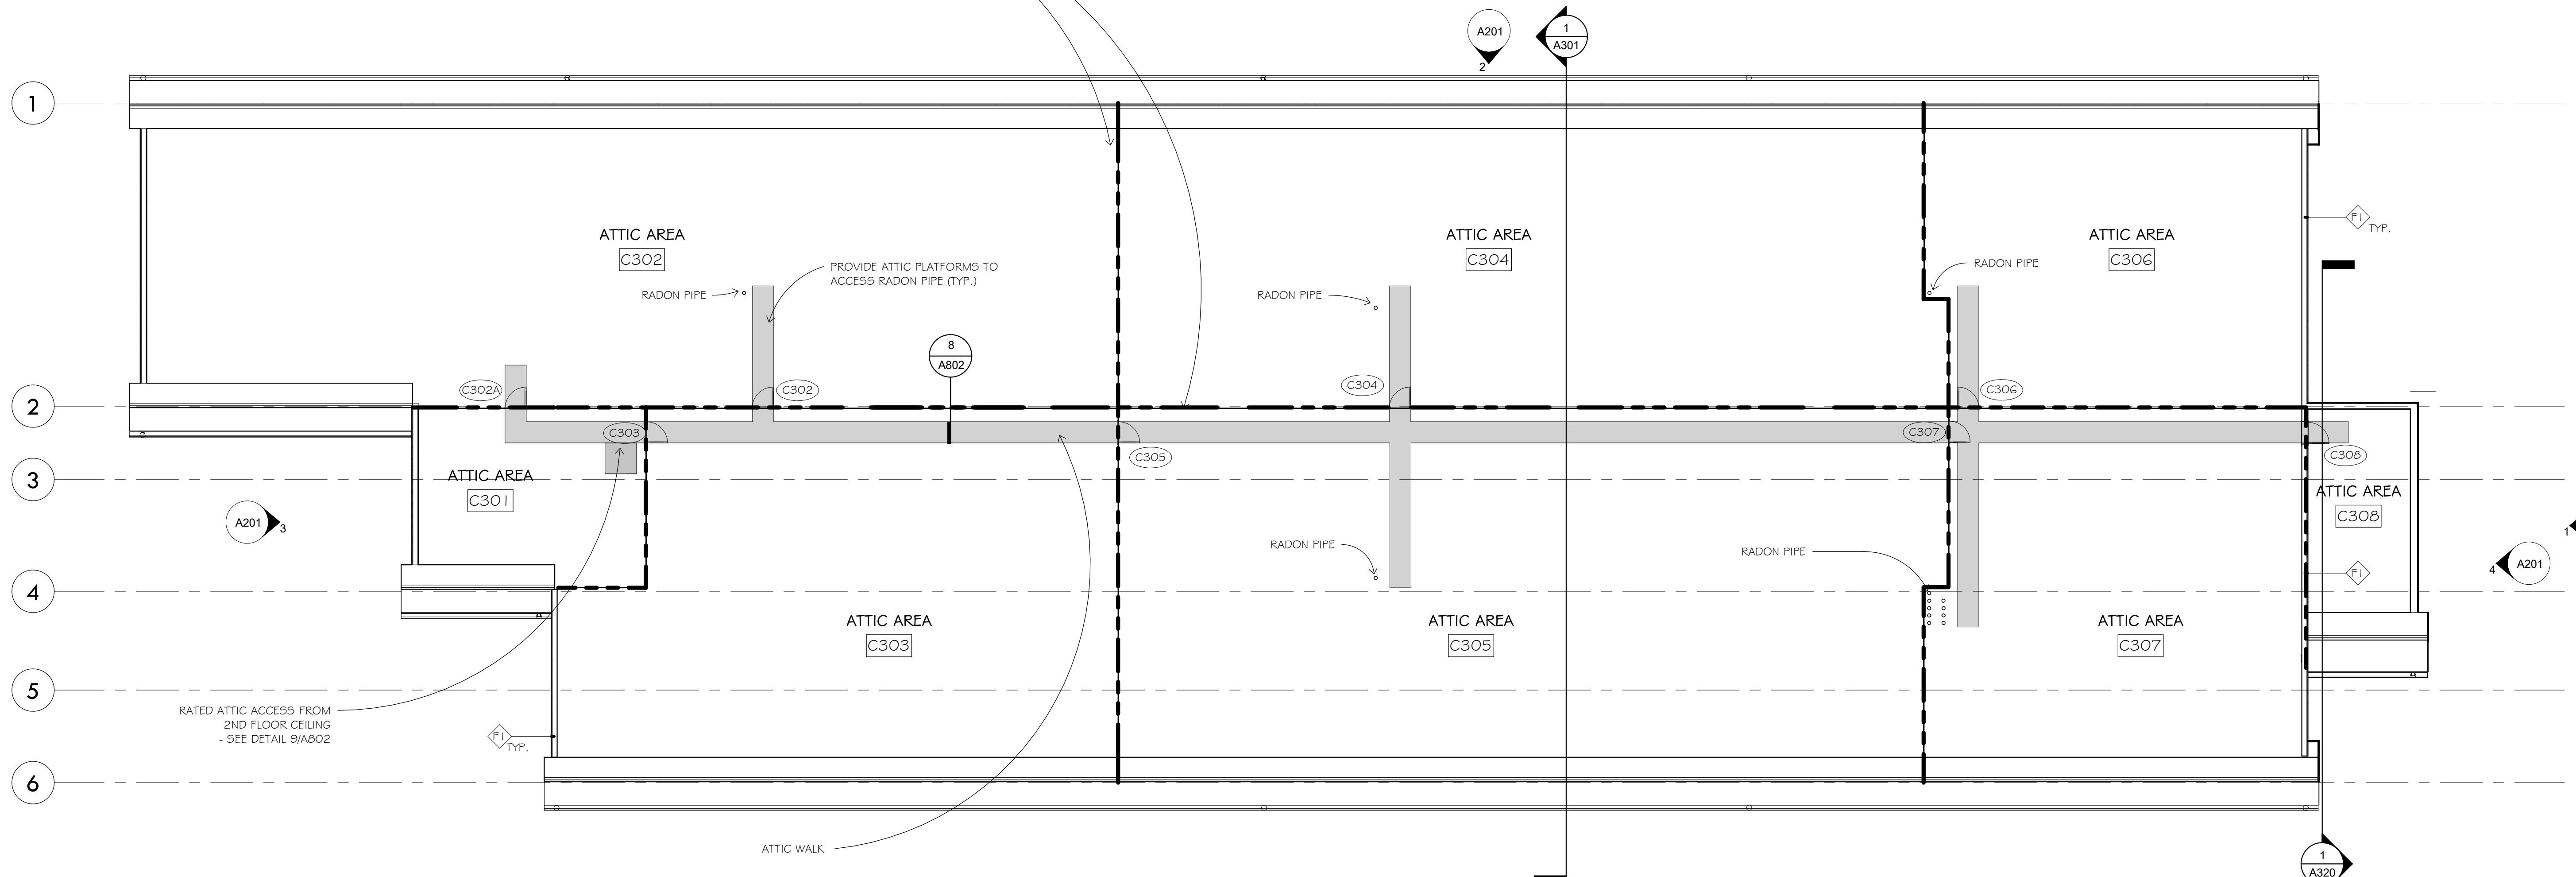 A201
2
1
A301
1
ATTIC AREA
C302
ATTIC AREA
C304
ATTIC AREA
C306
F1
TYP.
PROVIDE ATTIC PLATFORMS TO
ACCESS RADON PIPE (TYP.)
RADON PIPE
RADON PIPE
RADON PIPE
8
A802
C302A
C302
C304
C306
2
C303
C305
C307
C308
3
ATTIC AREA
C301
ATTIC AREA
C308
A201
3
1
RADON PIPE
RADON PIPE
4
A201
F1
4
ATTIC AREA
C303
ATTIC AREA
C305
ATTIC AREA
C307
5
RATED ATTIC ACCESS FROM
2ND FLOOR CEILING
- SEE DETAIL 9/A802
F1
TYP.
6
ATTIC WALK
1
A320